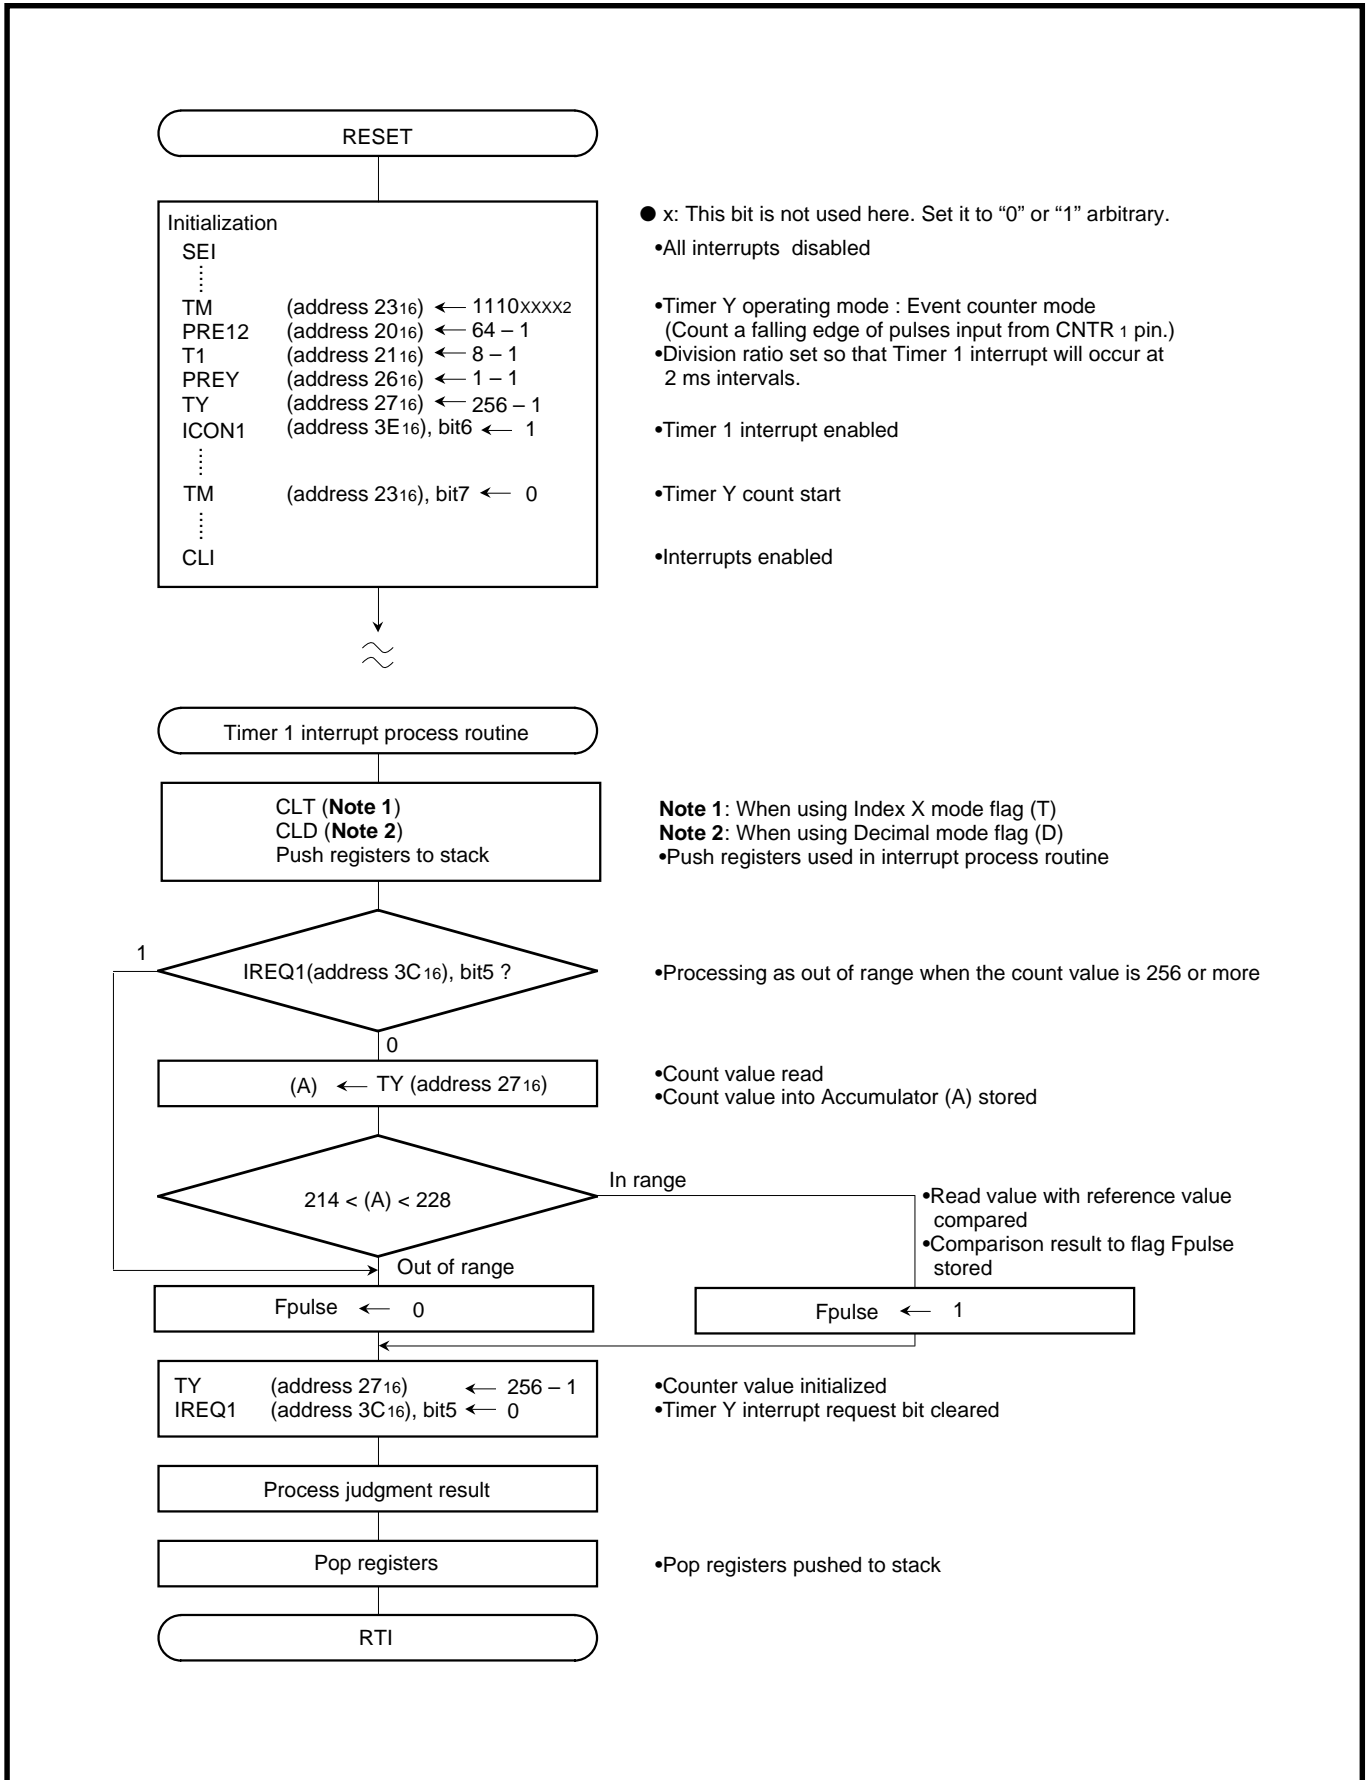 RESET
● x: This bit is not used here. Set it to “0” or “1” arbitrary.
Initialization
SEI
•All interrupts disabled
TM (address 2316) ← 1110XXXX2
•Timer Y operating mode : Event counter mode
PRE12 (address 2016) ← 64 – 1
(Count a falling edge of pulses input from CNTR 1 pin.)
T1 (address 2116) ← 8 – 1
•Division ratio set so that Timer 1 interrupt will occur at
PREY (address 2616) ← 1 – 1
2 ms intervals.
TY (address 2716) ← 256 – 1
ICON1 (address 3E16), bit6 ← 1
•Timer 1 interrupt enabled
TM (address 2316), bit7 ← 0
•Timer Y count start
CLI
•Interrupts enabled
Timer 1 interrupt process routine
CLT (Note 1)
Note 1: When using Index X mode flag (T)
CLD (Note 2)
Note 2: When using Decimal mode flag (D)
Push registers to stack
•Push registers used in interrupt process routine
1
IREQ1(address 3C16), bit5 ?
•Processing as out of range when the count value is 256 or more
0
(A) ← TY (address 2716)
•Count value read
•Count value into Accumulator (A) stored
In range
214 < (A) < 228
•Read value with reference value
compared
•Comparison result to flag Fpulse
stored
Out of range
Fpulse ← 0
Fpulse ← 1
TY (address 2716) ← 256 – 1
•Counter value initialized
IREQ1 (address 3C16), bit5 ← 0
•Timer Y interrupt request bit cleared
Process judgment result
Pop registers
•Pop registers pushed to stack
RTI